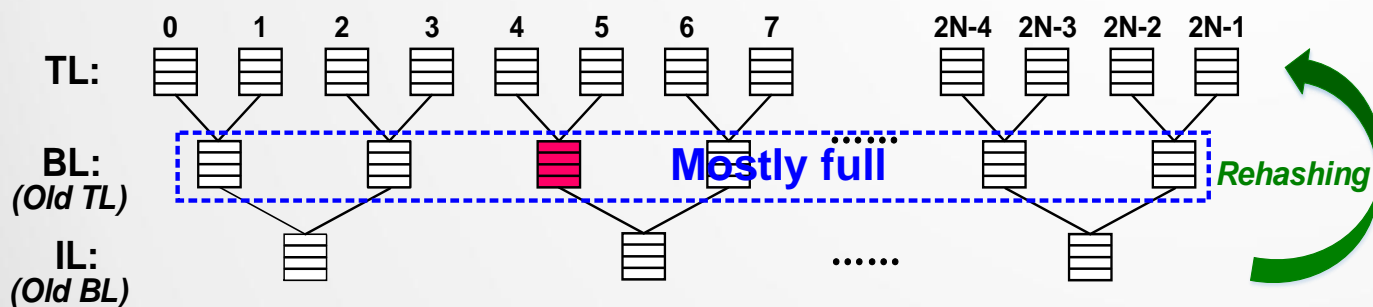 0 1 2 3 4 5 6 7 2N-4 2N-3 2N-2 2N-1
TL:
......
BL:
(Old TL)
Mostly full
Rehashing
IL:
(Old BL)
......